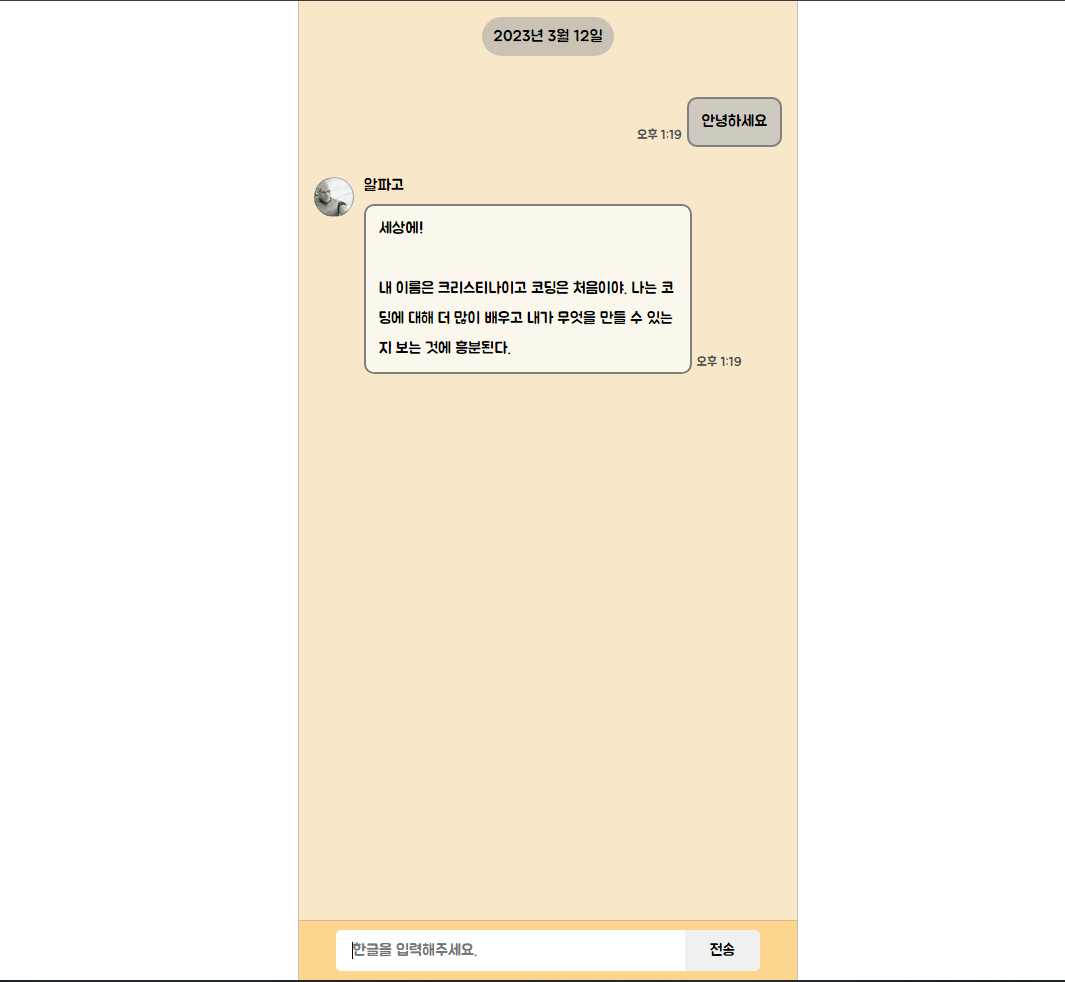 2023년 3월 12일
안녕하세요
오후 1:19
알파고
세상에!
내 이름은 크리스티나이고 코딩은 처음이야. 나는 코
딩에 대해 더 많이 배우고 내가 무엇을 만들 수 있는
지 보는 것에 흥분된다.
오후 1:19
한글을 입력해주세요.
전송